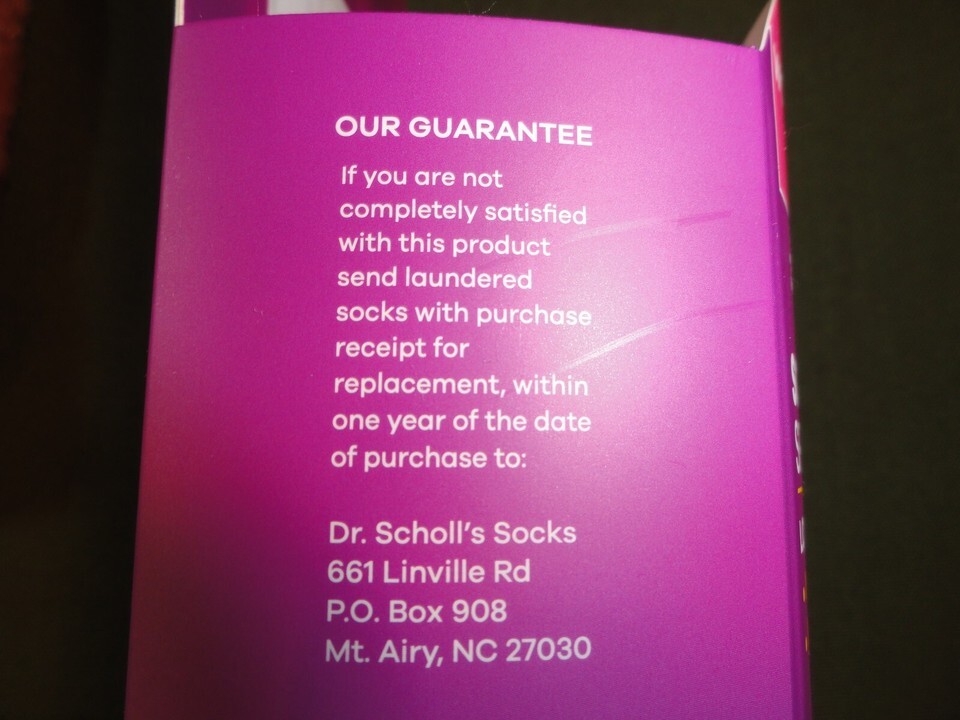 OUR GUARANTEE
If you are not
completely satisfied
with this product
send laundered
socks with purchase
receipt for
replacement, within
one year of the date
of purchase to:
Dr. Scholl's Socks
661 Linville Rd
P.O. Box 908
Mt. Airy, NC 27030